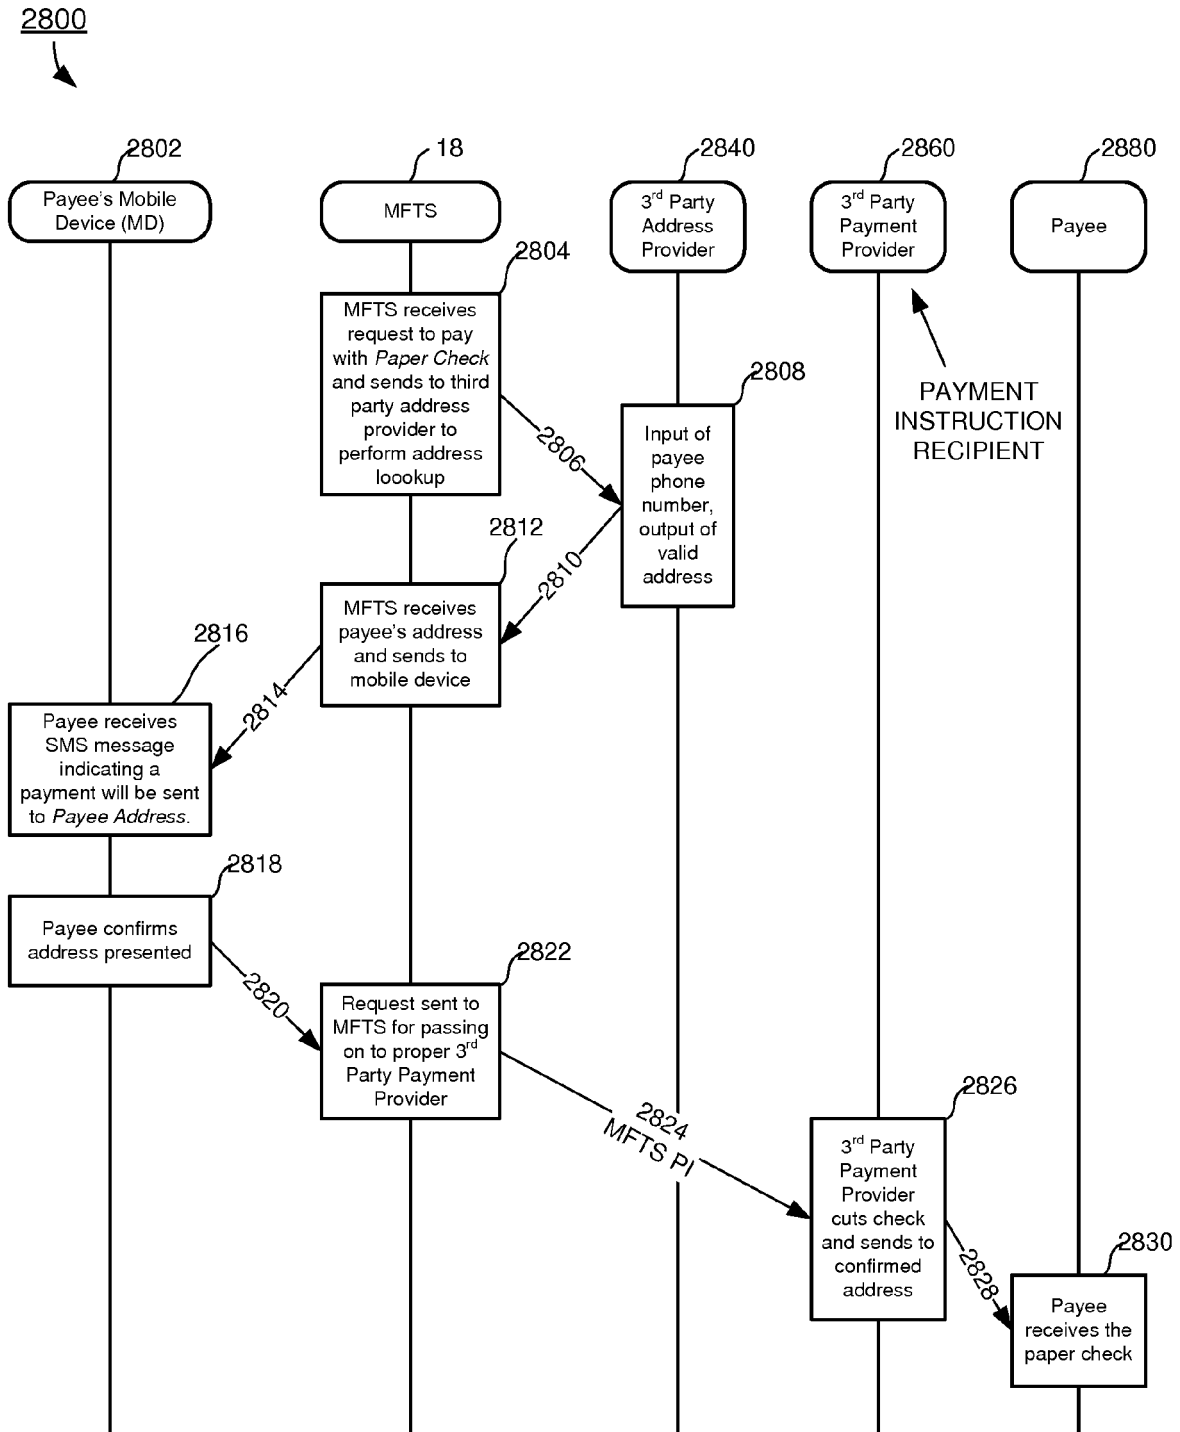 2800
2802
18
2840
2860
2880
Payee's Mobile
Device (MD)
MFTS
3rd Party
Address
Provider
3rd Party
Payment
Provider
Payee
2804
MFTS receives
request to pay
with Paper Check
and sends to third
party address
provider to
perform address
loookup
2806
2808
Input of
payee
phone
number,
output of
valid
address
PAYMENT
INSTRUCTION
RECIPIENT
2810
2812
MFTS receives
payee's address
and sends to
mobile device
2814
2816
Payee receives
SMS message
indicating a
payment will be sent
to Payee Address.
2818
Payee confirms
address presented
2820
2822
Request sent to
MFTS for passing
on to proper 3rd
Party Payment
Provider
2824
MFTS PI
2826
3rd Party
Payment
Provider
cuts check
and sends to
confirmed
address
2828
2830
Payee
receives the
paper check